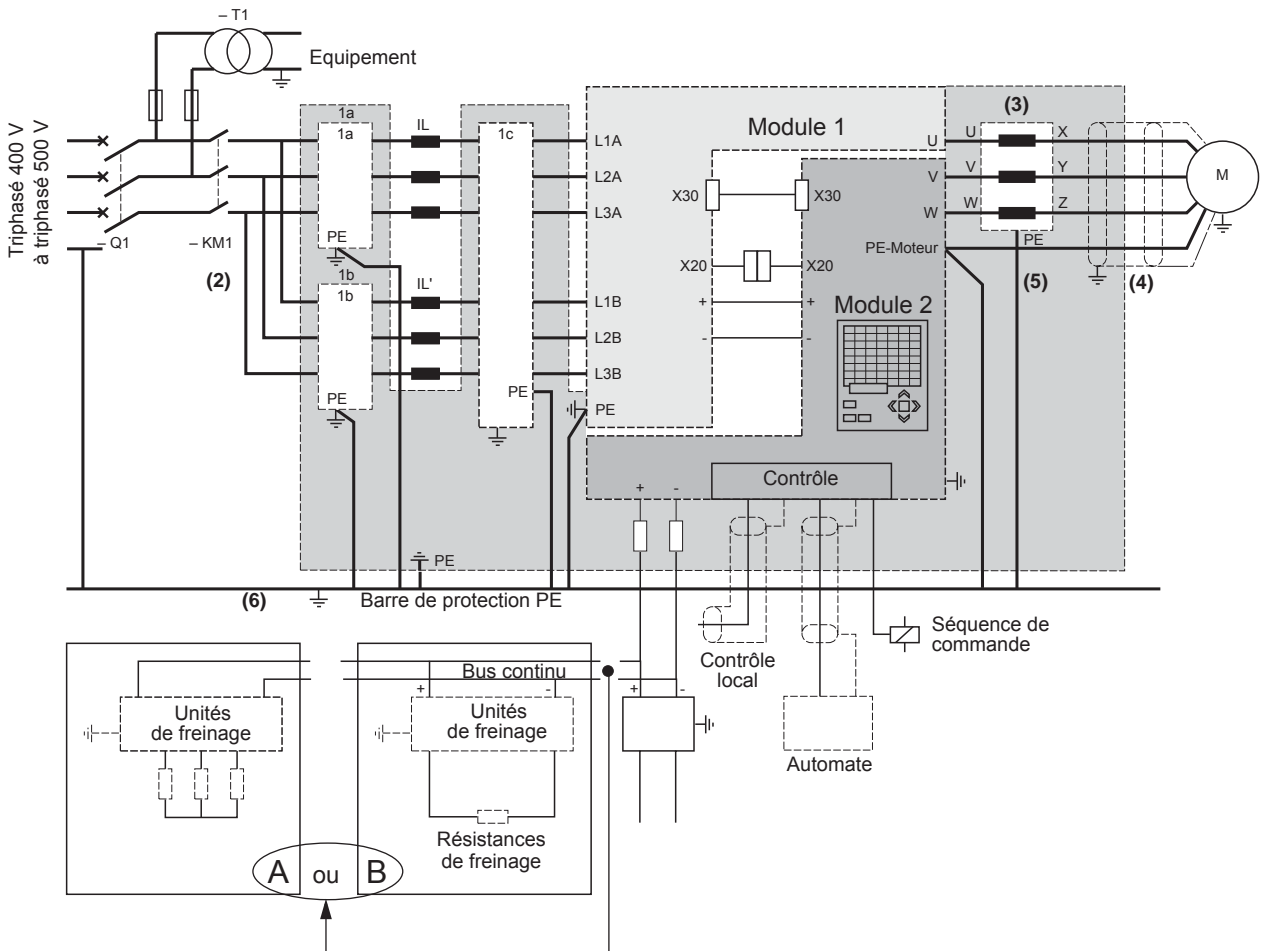 – T1
Equipement
Triphasé 400 V
à triphasé 500 V
1a
1a
IL
1c
L1A
L2A
L3A
Module 1
U
V
W
(3)
U
X
V
Y
W
Z
M
X30
X30
PE
– Q1
– KM1
(2)
PE-Moteur
PE
(5)
(4)
1b
1b
IL'
X20
X20
L1B
L2B
L3B
+
+
-
-
Module 2
PE
PE
PE
Contrôle
+
-
PE
(6)
Barre de protection PE
Séquence de
commande
Contrôle
local
Bus continu
+
-
+
-
Unités
de freinage
Unités
de freinage
Automate
Résistances
de freinage
A ou B